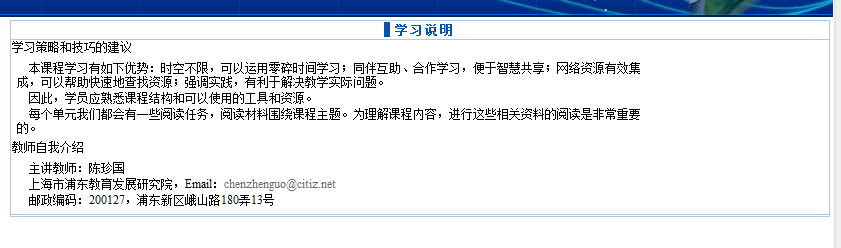 学习说明
学习策略和技巧的建议
本课程学习有如下优势：时空不限，可以运用零碎时间学习；同伴互助、合作学习，便于智慧共享；网络资源有效集
成，可以帮助快速地查找资源；强调实践，有利于解决教学实际问题。
因此，学员应熟悉课程结构和可以使用的工具和资源。
每个单元我们都会有一些阅读任务，阅读材料围绕课程主题。为理解课程内容，进行这些相关资料的阅读是非常重要
的。
教师自我介绍
主讲教师：陈珍国
上海市浦东教育发展研究院，Email：chenzhenguo@citiz.net
邮政编码：200127，浦东新区峨山路180弄13号